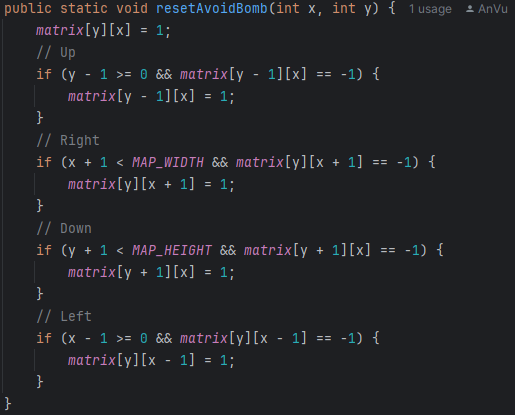 public static void resetAvoidBomb(int x, int y) { 1 usage AnVu
    matrix[y][x] = 1;
    // Up
    if (y - 1 >= 0 && matrix[y - 1][x] == -1) {
        matrix[y - 1][x] = 1;
    }
    // Right
    if (x + 1 < MAP_WIDTH && matrix[y][x + 1] == -1) {
        matrix[y][x + 1] = 1;
    }
    // Down
    if (y + 1 < MAP_HEIGHT && matrix[y + 1][x] == -1) {
        matrix[y + 1][x] = 1;
    }
    // Left
    if (x - 1 >= 0 && matrix[y][x - 1] == -1) {
        matrix[y][x - 1] = 1;
    }
}